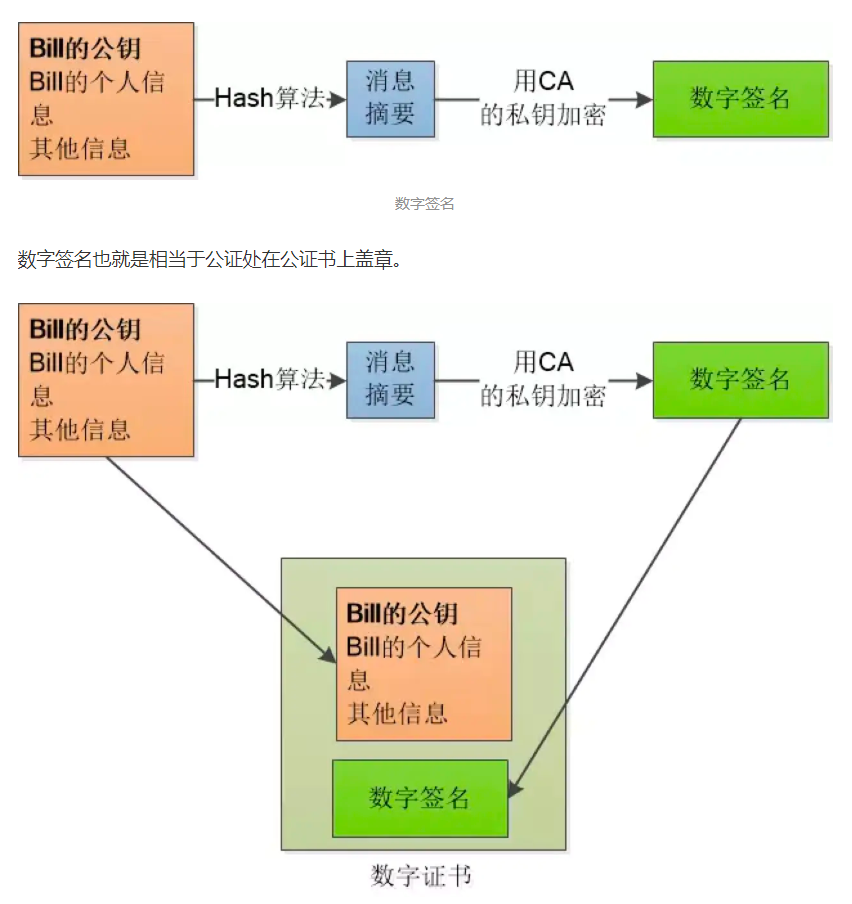 Bill的公钥
Bill的个人信
息
其他信息
Hash算法
消息
摘要
用CA
的私钥加密
数字签名
数字签名
数字签名也就是相当于公证处在公证书上盖章。
Bill的公钥
Bill的个人信
息
其他信息
Hash算法
消息
摘要
用CA
的私钥加密
数字签名
Bill的公钥
Bill的个人信
息
其他信息
数字签名
数字证书